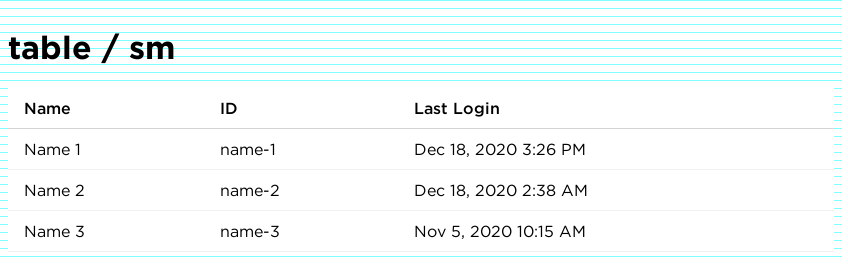 table / sm
Name ID Last Login
Name 1 name-1 Dec 18, 2020 3:26 PM
Name 2 name-2 Dec 18, 2020 2:38 AM
Name 3 name-3 Nov 5, 2020 10:15 AM